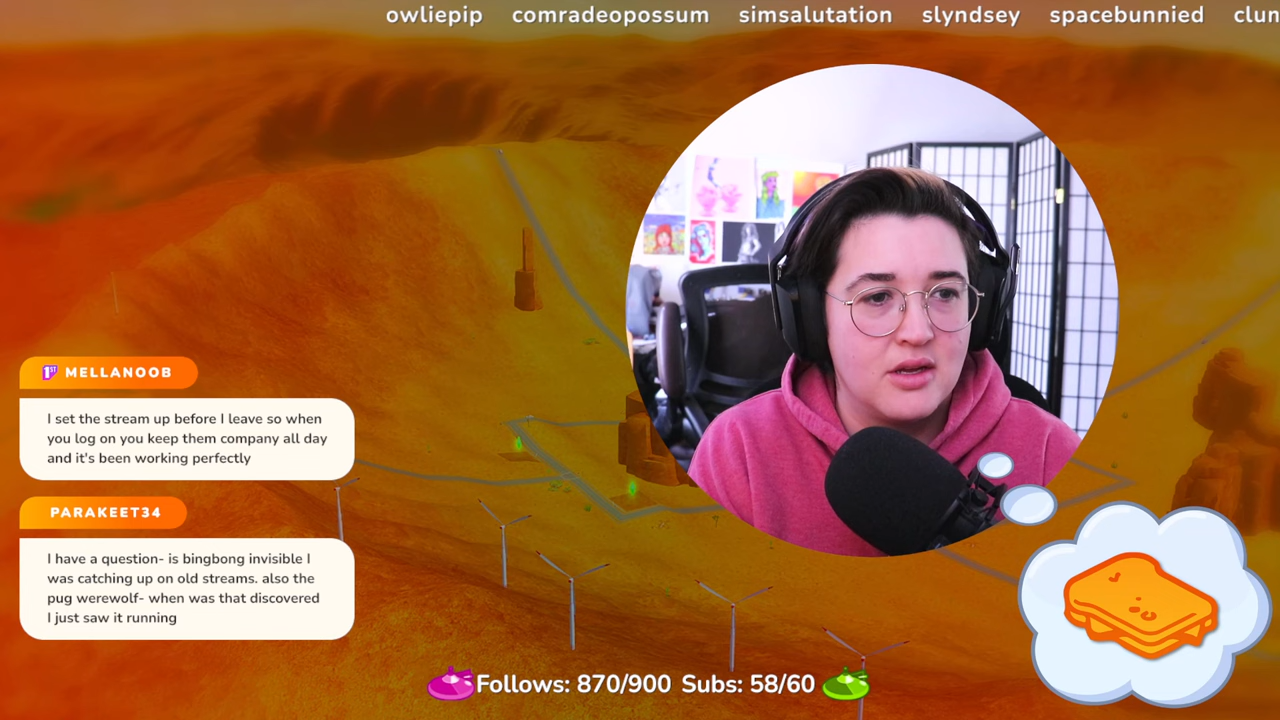 owliepip comradeopossum simsalutation slyndsey spacebunnied clun
1ST MELLANOOB
I set the stream up before I leave so when
you log on you keep them company all day
and it's been working perfectly
PARAKEET34
I have a question- is bingbong invisible I
was catching up on old streams. also the
pug werewolf- when was that discovered
I just saw it running
Follows: 870/900 Subs: 58/60